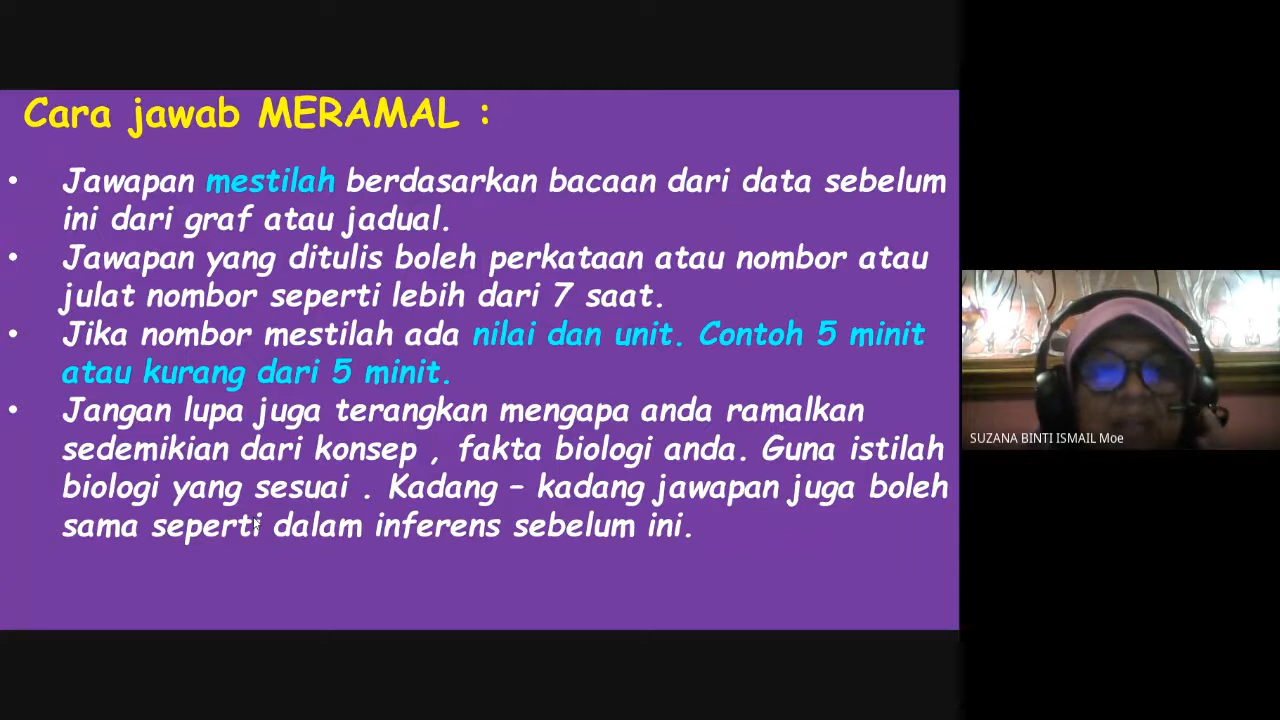 Cara jawab MERAMAL :
• Jawapan mestilah berdasarkan bacaan dari data sebelum
ini dari graf atau jadual.
• Jawapan yang ditulis boleh perkataan atau nombor atau
julat nombor seperti lebih dari 7 saat.
• Jika nombor mestilah ada nilai dan unit. Contoh 5 minit
atau kurang dari 5 minit.
• Jangan lupa juga terangkan mengapa anda ramalkan
sedemikian dari konsep , fakta biologi anda. Guna istilah
biologi yang sesuai . Kadang – kadang jawapan juga boleh
sama seperti dalam inferens sebelum ini.
SUZANA BINTI ISMAIL Moe